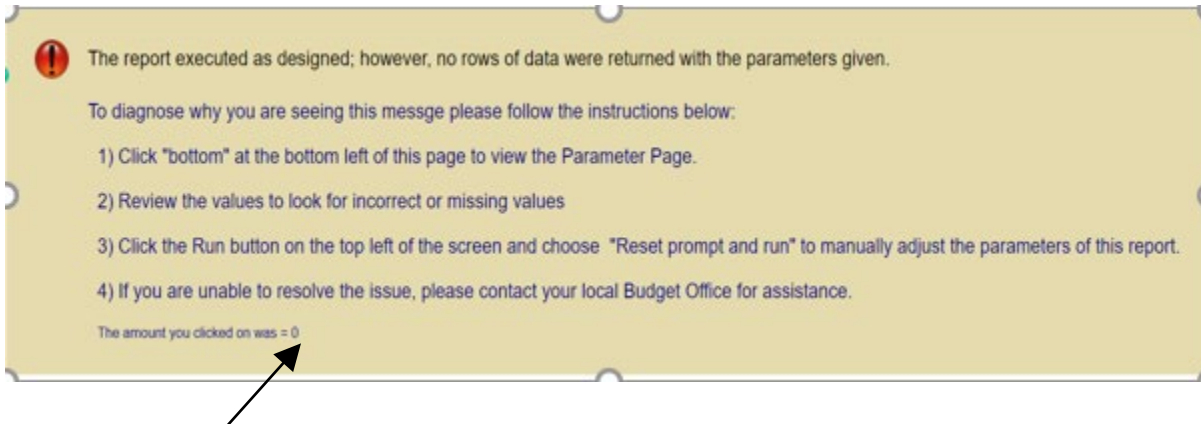 The report executed as designed; however, no rows of data were returned with the parameters given.
To diagnose why you are seeing this messge please follow the instructions below:
1) Click "bottom" at the bottom left of this page to view the Parameter Page.
2) Review the values to look for incorrect or missing values
3) Click the Run button on the top left of the screen and choose "Reset prompt and run" to manually adjust the parameters of this report.
4) If you are unable to resolve the issue, please contact your local Budget Office for assistance.
The amount you clicked on was = 0